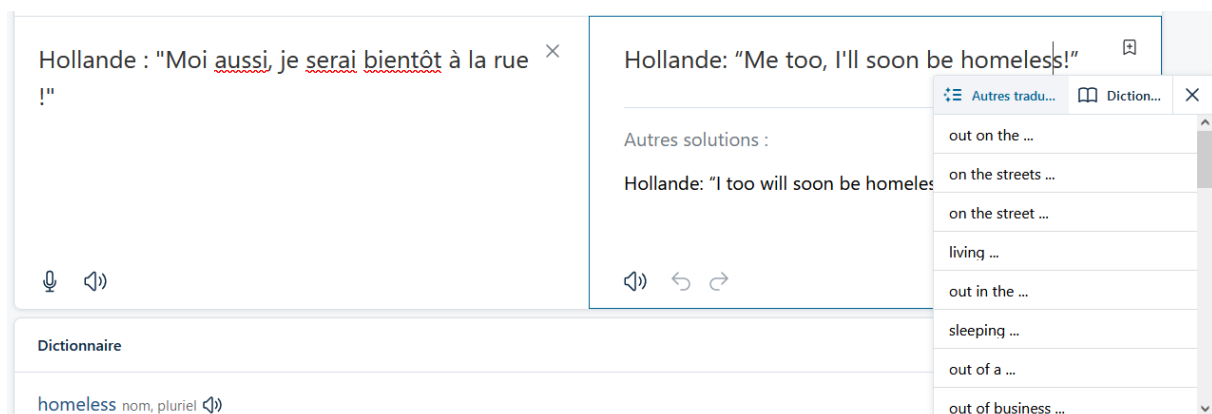 Hollande : "Moi aussi, je serai bientôt à la rue
!"
Hollande: “Me too, I'll soon be homeless!”
Autres solutions :
Hollande: “I too will soon be homeles
Autres tradu...
Diction...
out on the ...
on the streets ...
on the street ...
living ...
out in the ...
sleeping ...
out of a ...
out of business ...
Dictionnaire
homeless nom, pluriel